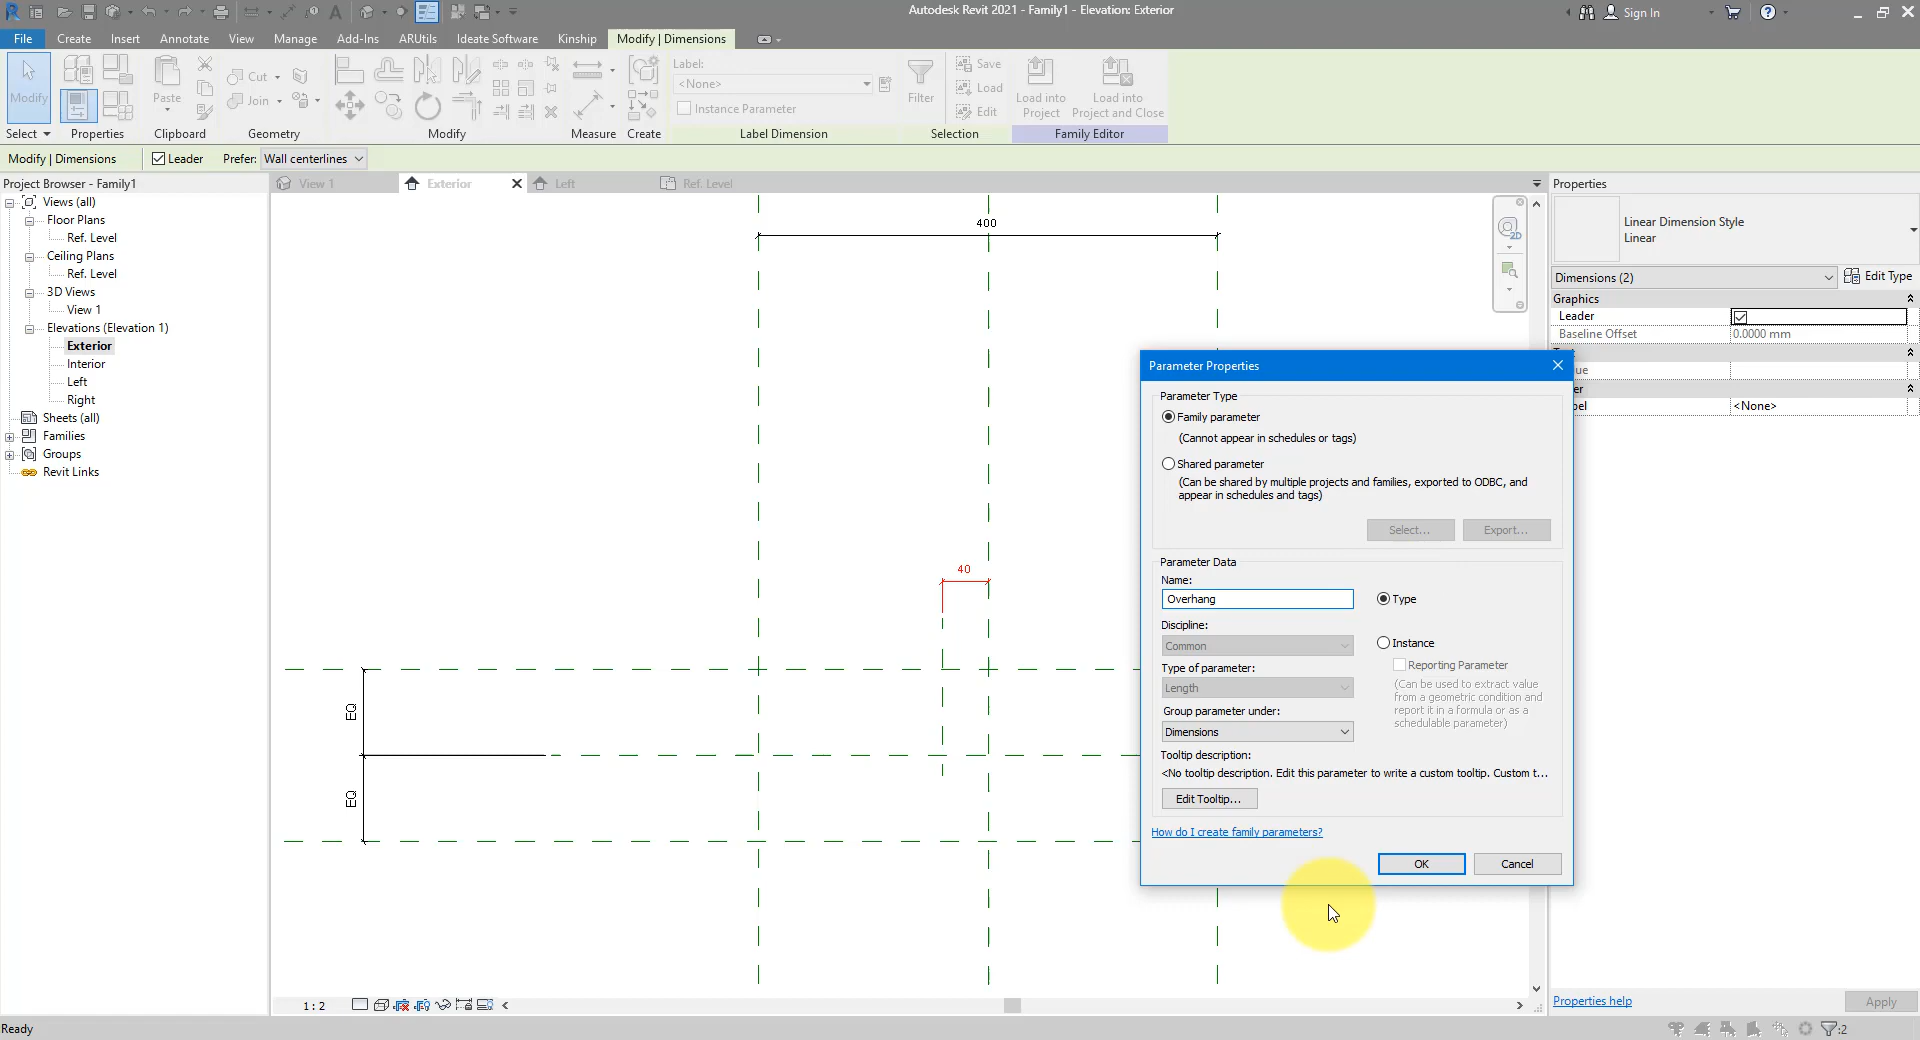 Autodesk Revit 2021 - Family1 - Elevation: Exterior
Sign In
File
Create
Insert
Annotate
View
Manage
Add-Ins
ARUtils
Ideate Software
Kinship
Modify | Dimensions
Modify
Paste
Cut
Join
Label:
<None>
Instance Parameter
Filter
Save
Load
Edit
Load into
Project
Load into
Project and Close
Select
Properties
Clipboard
Geometry
Modify
Measure
Create
Label Dimension
Selection
Family Editor
Modify | Dimensions
Leader
Prefer:
Wall centerlines
Project Browser - Family1
Views (all)
Floor Plans
Ref. Level
Ceiling Plans
Ref. Level
3D Views
View 1
Elevations (Elevation 1)
Exterior
Interior
Left
Right
Sheets (all)
Families
Groups
Revit Links
View 1
Exterior
Left
Ref. Level
400
2D
40
EQ
EQ
1 : 2
Parameter Properties
Parameter Type
Family parameter
(Cannot appear in schedules or tags)
Shared parameter
(Can be shared by multiple projects and families, exported to ODBC, and
appear in schedules and tags)
Select...
Export...
Parameter Data
Name:
Overhang
Type
Discipline:
Common
Instance
Type of parameter:
Reporting Parameter
Length
(Can be used to extract value
from a geometric condition and
report it in a formula or as a
schedulable parameter)
Group parameter under:
Dimensions
Tooltip description:
<No tooltip description. Edit this parameter to write a custom tooltip. Custom t...
Edit Tooltip...
How do I create family parameters?
OK
Cancel
Properties
Linear Dimension Style
Linear
Dimensions (2)
Edit Type
Graphics
Leader
Baseline Offset
0.0000 mm
ue
er
bel
<None>
Properties help
Apply
Ready
:2